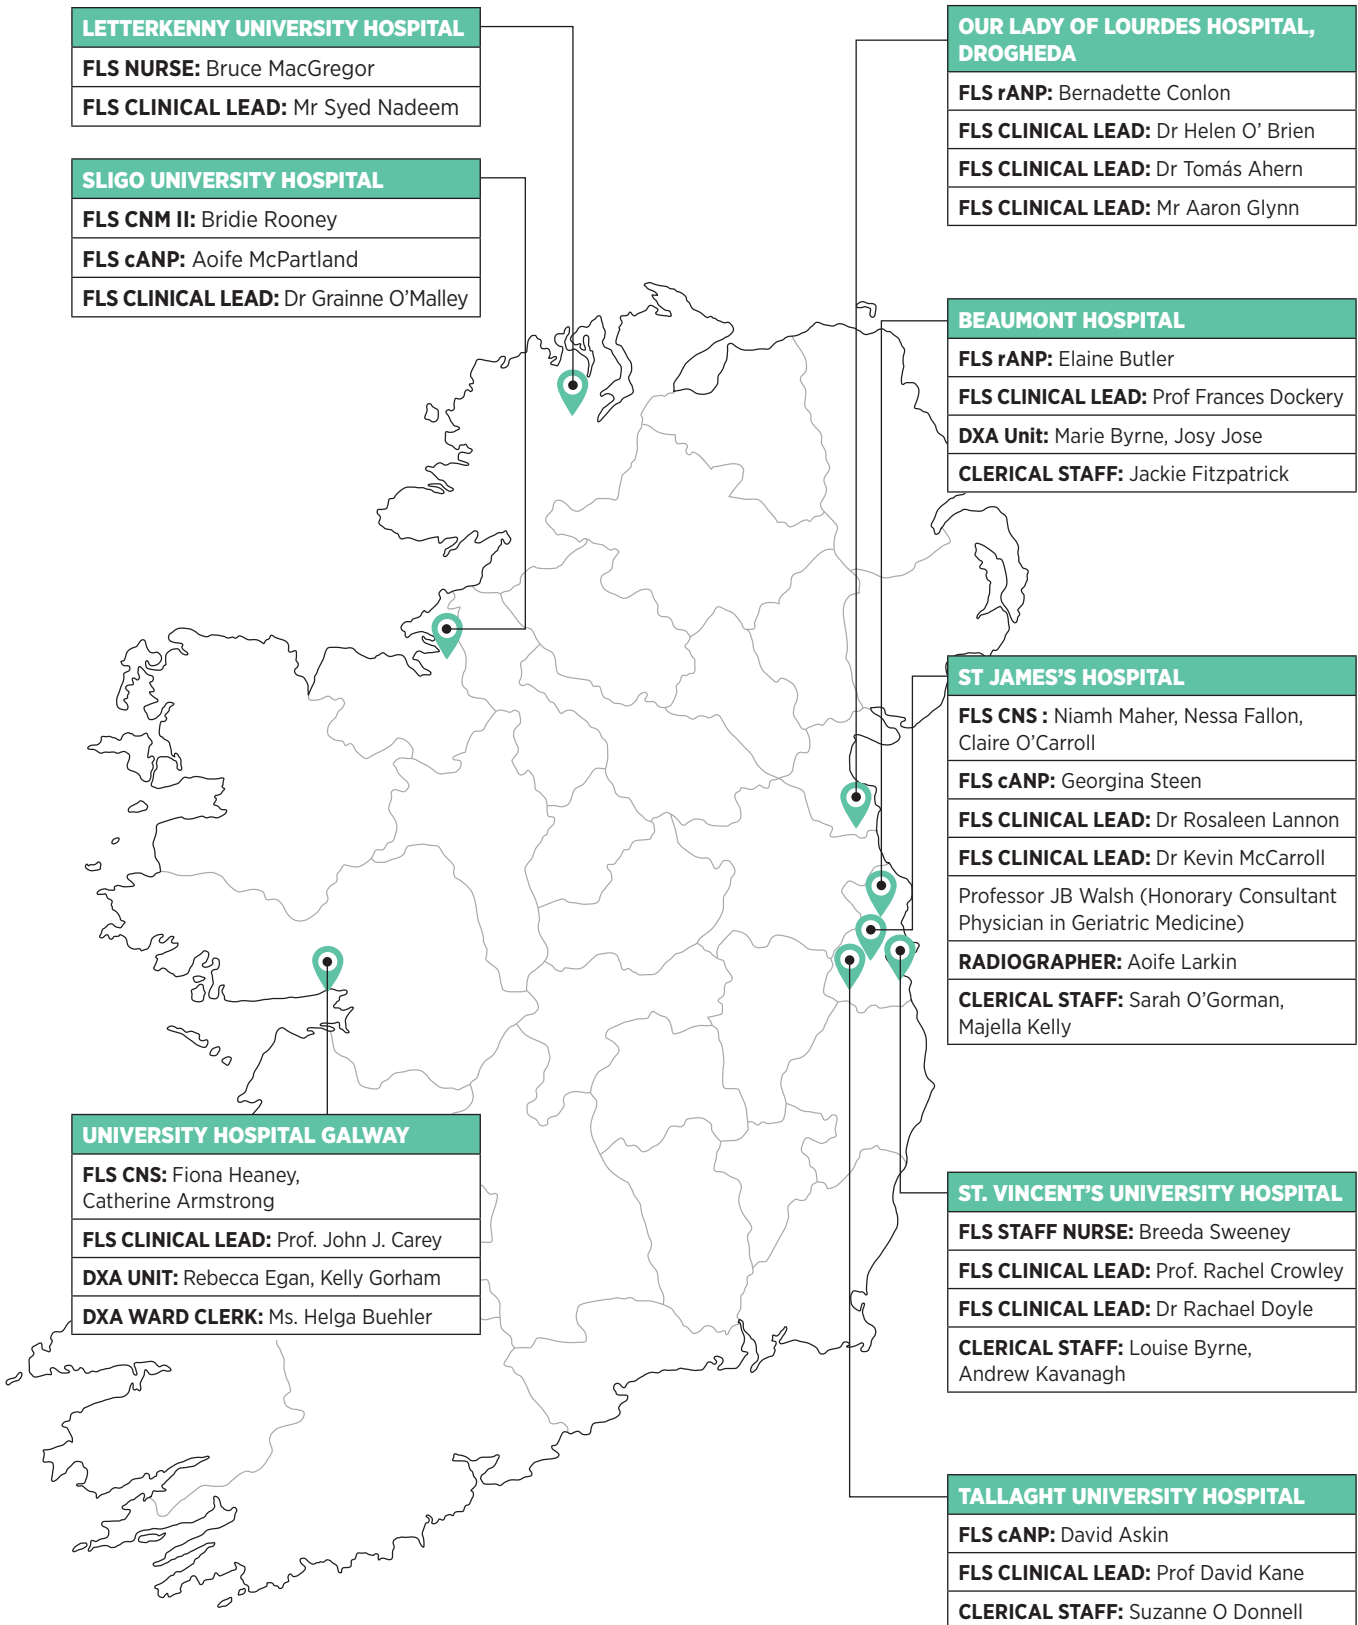 LETTERKENNY UNIVERSITY HOSPITAL
FLS NURSE: Bruce MacGregor
FLS CLINICAL LEAD: Mr Syed Nadeem
SLIGO UNIVERSITY HOSPITAL
FLS CNM II: Bridie Rooney
FLS cANP: Aoife McPartland
FLS CLINICAL LEAD: Dr Grainne O’Malley
UNIVERSITY HOSPITAL GALWAY
FLS CNS: Fiona Heaney,
Catherine Armstrong
FLS CLINICAL LEAD: Prof. John J. Carey
DXA UNIT: Rebecca Egan, Kelly Gorham
DXA WARD CLERK: Ms. Helga Buehler
OUR LADY OF LOURDES HOSPITAL,
DROGHEDA
FLS rANP: Bernadette Conlon
FLS CLINICAL LEAD: Dr Helen O’ Brien
FLS CLINICAL LEAD: Dr Tomás Ahern
FLS CLINICAL LEAD: Mr Aaron Glynn
BEAUMONT HOSPITAL
FLS rANP: Elaine Butler
FLS CLINICAL LEAD: Prof Frances Dockery
DXA Unit: Marie Byrne, Josy Jose
CLERICAL STAFF: Jackie Fitzpatrick
ST JAMES’S HOSPITAL
FLS CNS : Niamh Maher, Nessa Fallon,
Claire O’Carroll
FLS cANP: Georgina Steen
FLS CLINICAL LEAD: Dr Rosaleen Lannon
FLS CLINICAL LEAD: Dr Kevin McCarroll
Professor JB Walsh (Honorary Consultant
Physician in Geriatric Medicine)
RADIOGRAPHER: Aoife Larkin
CLERICAL STAFF: Sarah O’Gorman,
Majella Kelly
ST. VINCENT’S UNIVERSITY HOSPITAL
FLS STAFF NURSE: Breeda Sweeney
FLS CLINICAL LEAD: Prof. Rachel Crowley
FLS CLINICAL LEAD: Dr Rachael Doyle
CLERICAL STAFF: Louise Byrne,
Andrew Kavanagh
TALLAGHT UNIVERSITY HOSPITAL
FLS cANP: David Askin
FLS CLINICAL LEAD: Prof David Kane
CLERICAL STAFF: Suzanne O Donnell